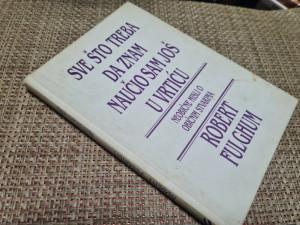 SVE ŠTO TREBA
DA ZNAM
NAUČIO SAM JOŠ
U VRTIĆU
NEOBIČNE MISLI O
OBIČNIM STVARIMA
ROBERT
FULGHUM